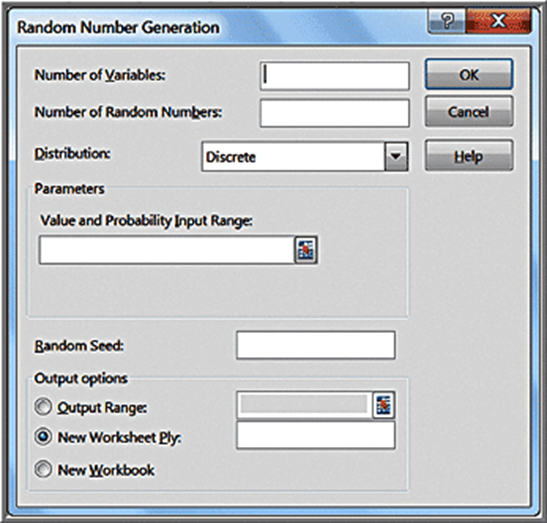 Random Number Generation
Number of Variables:
OK
Number of Random Numbers:
Cancel
Distribution:
Discrete
Help
Parameters
Value and Probability Input Range:
Random Seed:
Output options
Output Range:
New Worksheet Ply:
New Workbook